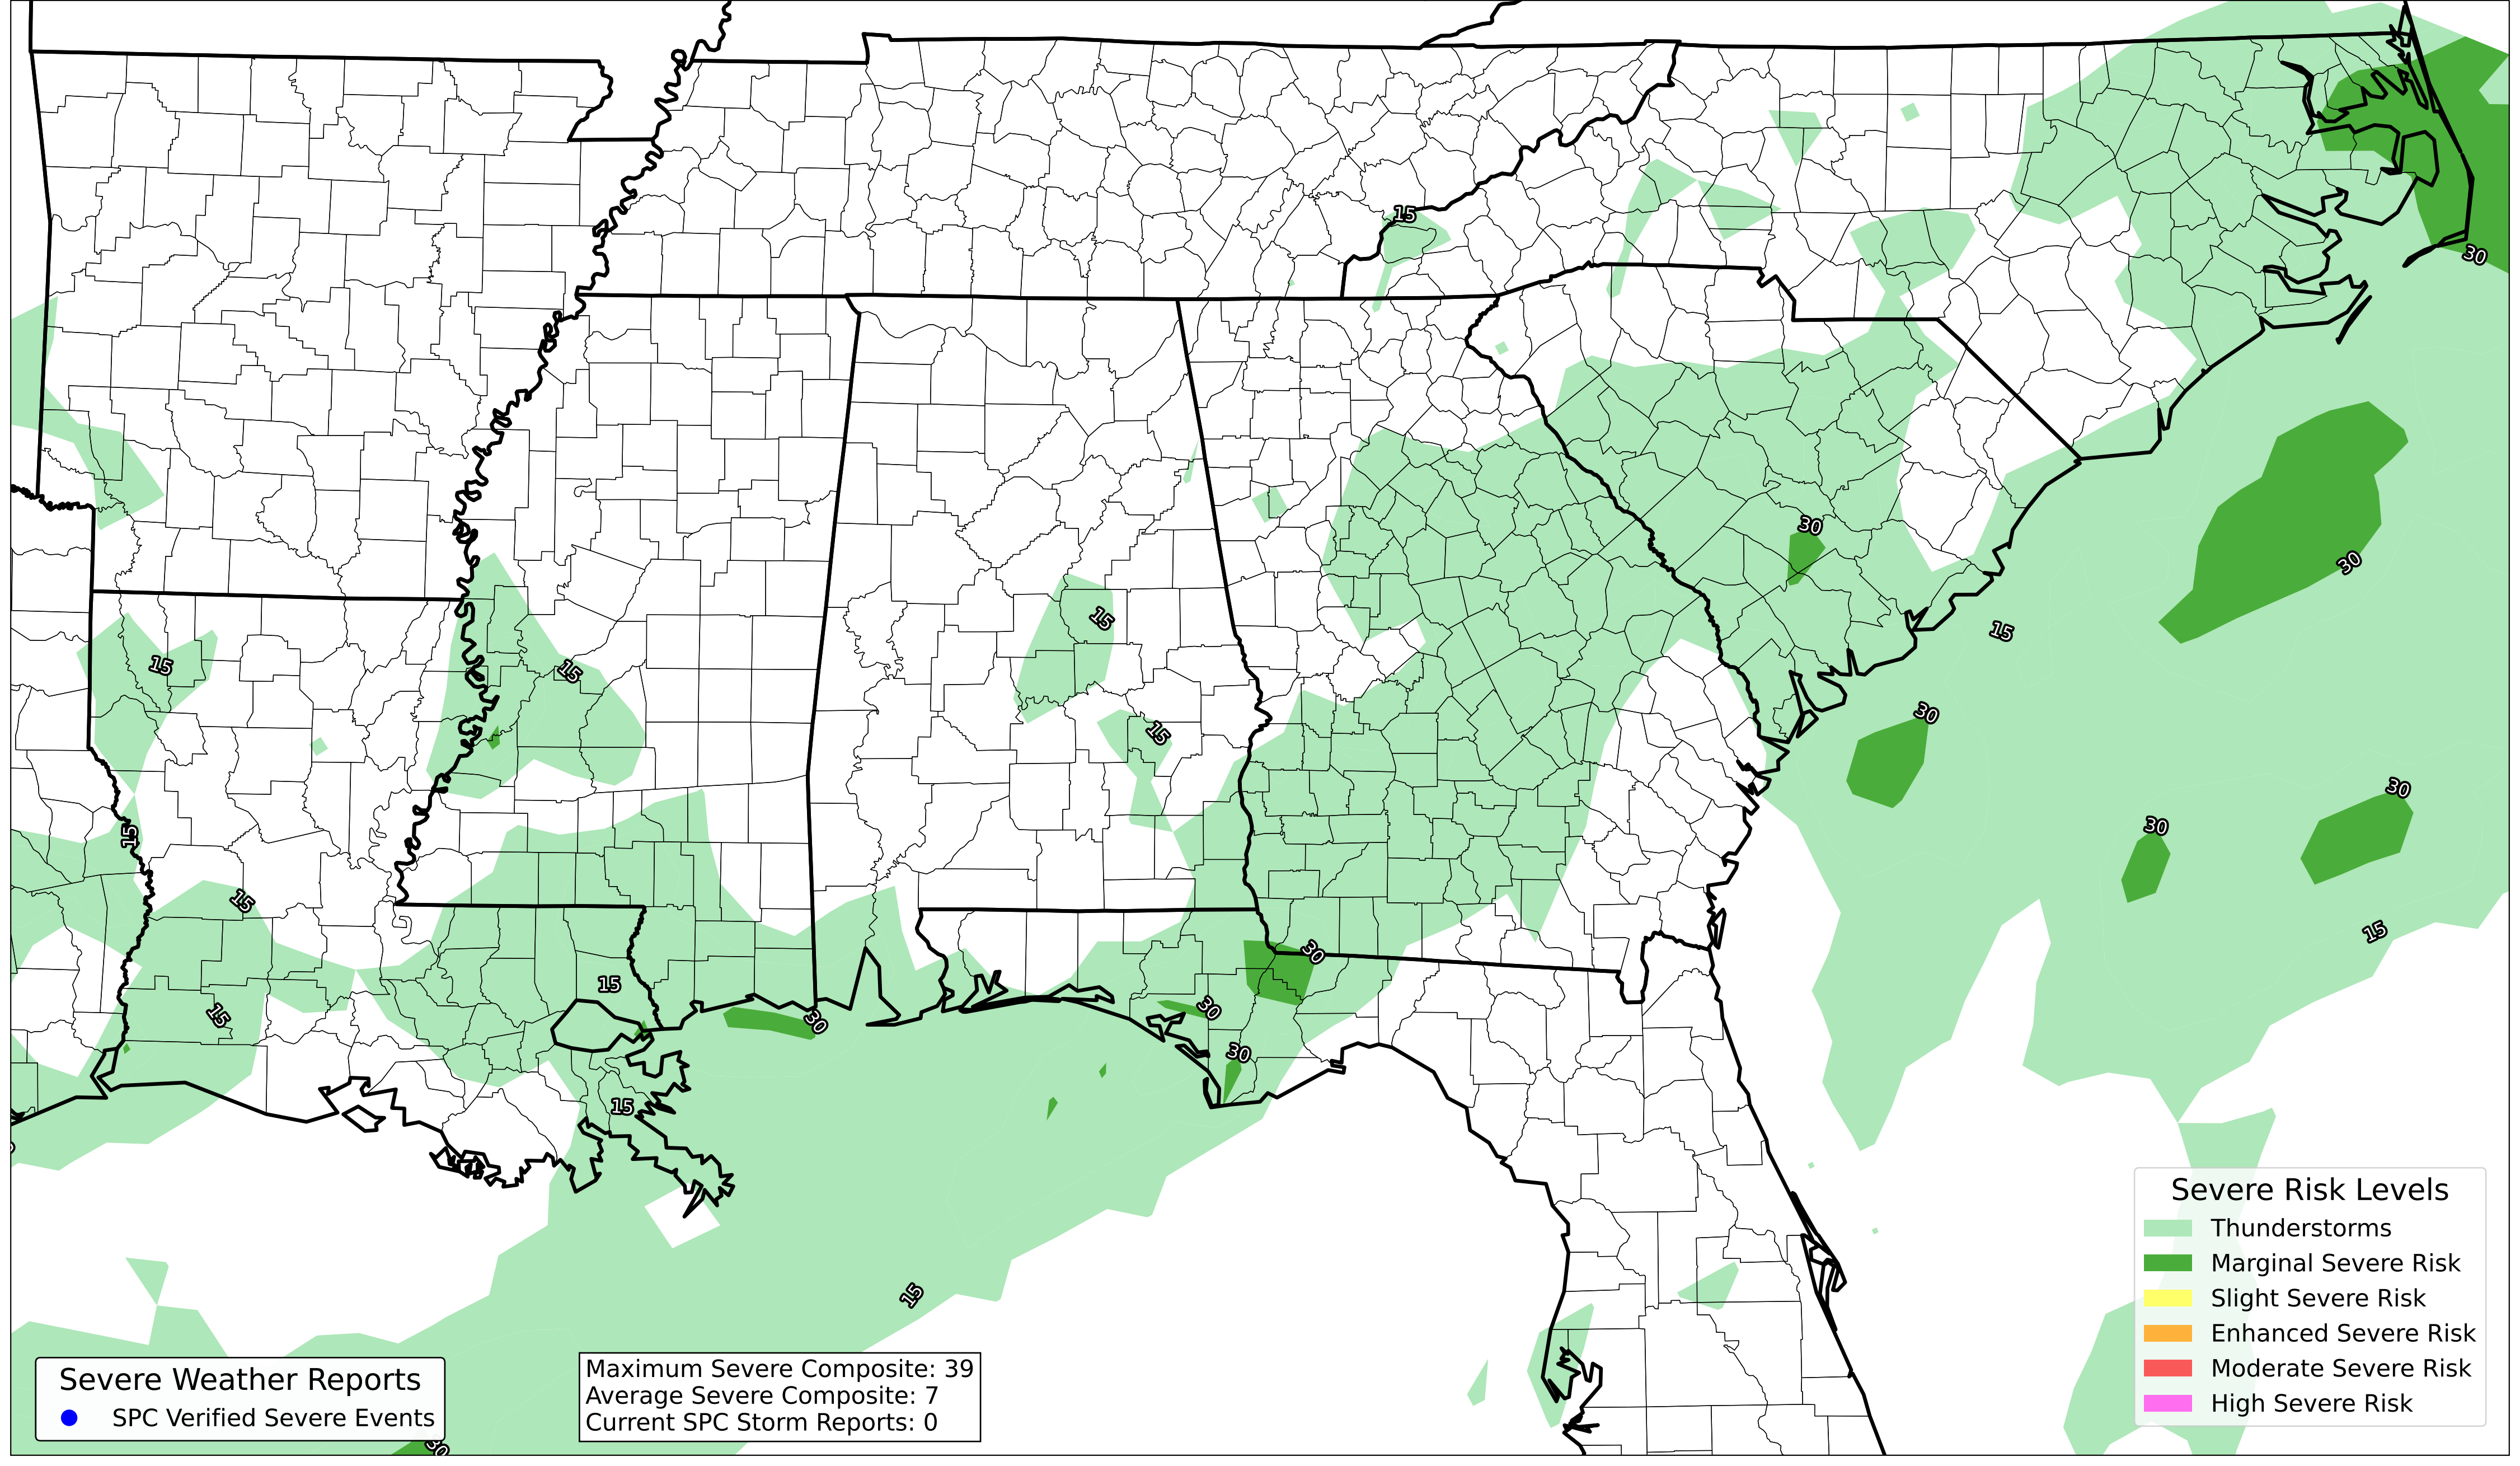 15
30
30
30
15
15
15
15
30
15
30
30
15
30
15
15
30
15
30
30
30
15
15
Severe Risk Levels
Thunderstorms
Marginal Severe Risk
Slight Severe Risk
Enhanced Severe Risk
Moderate Severe Risk
High Severe Risk
Severe Weather Reports
SPC Verified Severe Events
Maximum Severe Composite: 39
Average Severe Composite: 7
Current SPC Storm Reports: 0
30